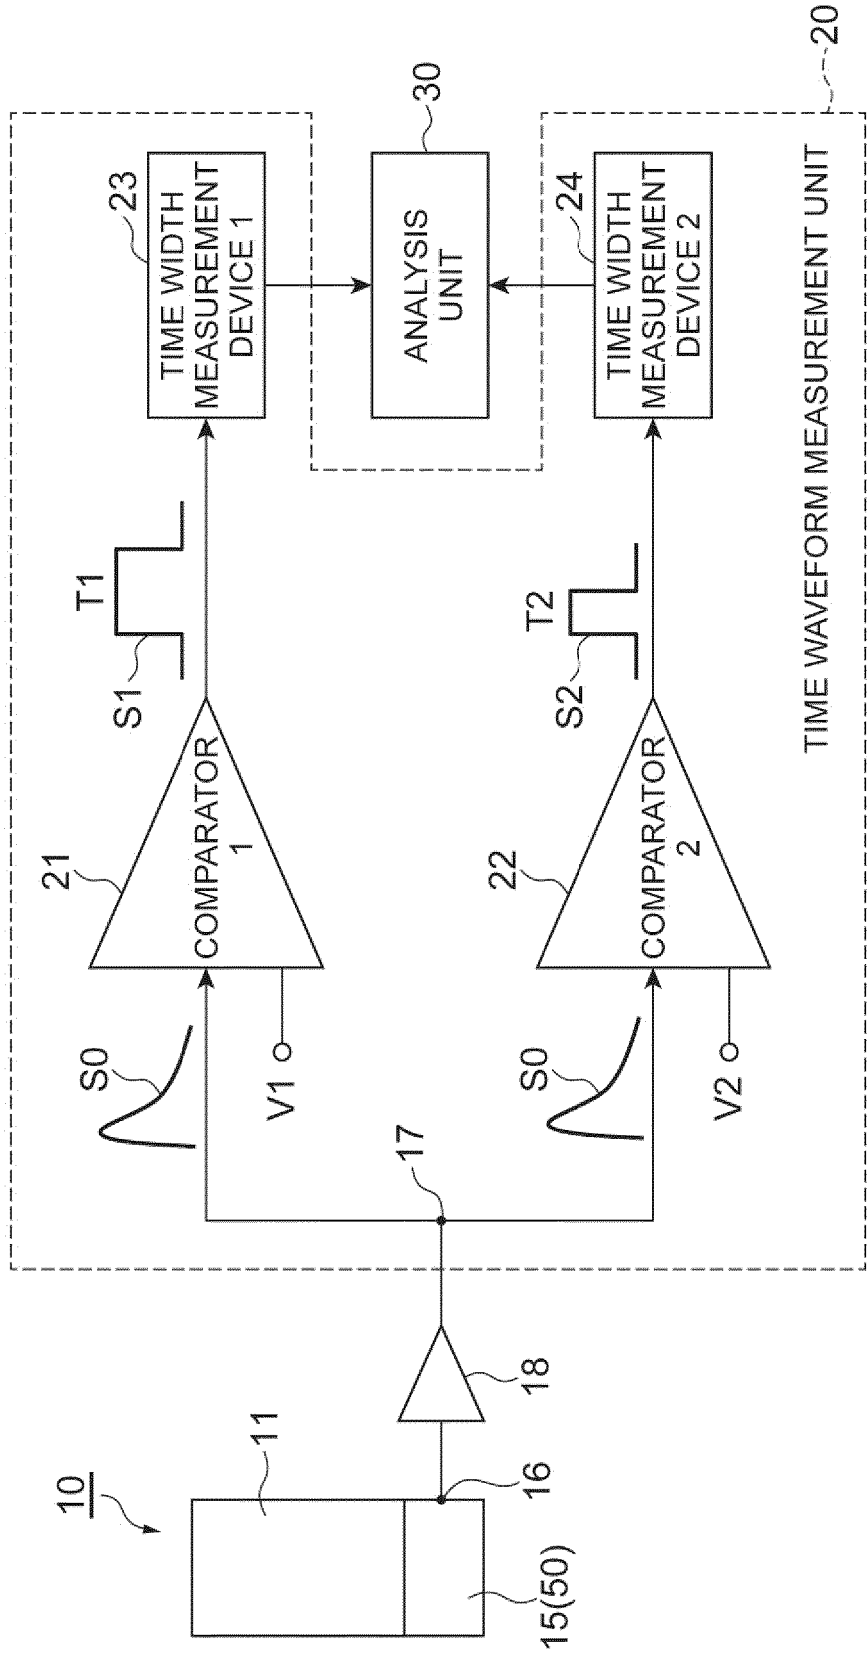 10
11
15(50)
16
18
17
20
S0
V1
21
COMPARATOR
1
S1
T1
23
TIME WIDTH
MEASUREMENT
DEVICE 1
30
ANALYSIS
UNIT
S0
V2
22
COMPARATOR
2
S2
T2
24
TIME WIDTH
MEASUREMENT
DEVICE 2
TIME WAVEFORM MEASUREMENT UNIT